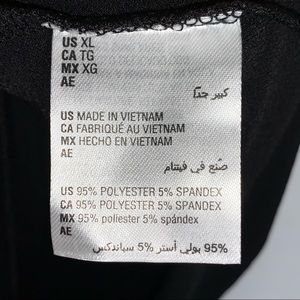 US XL
CA TG
MX XG
AE
كبير جدًا
US MADE IN VIETNAM
CA FABRIQUÉ AU VIETNAM
MX HECHO EN VIETNAM
AE
صنع في فيتنام
US 95% POLYESTER 5% SPANDEX
CA 95% POLYESTER 5% SPANDEX
MX 95% poliester 5% spándex
AE
95% بولي أستر 5% سباندكس